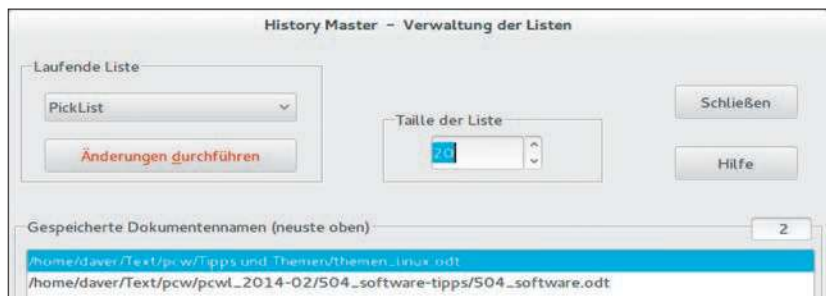 History Master – Verwaltung der Listen
Laufende Liste
PickList
Änderungen durchführen
Taille der Liste
20
Schließen
Hilfe
Gespeicherte Dokumentennamen (neuste oben)
2
/home/daver/Text/pcw/Tipps und Themen/themen_linux.odt
/home/daver/Text/pcw/pcwl_2014-02/504_software-tipps/504_software.odt